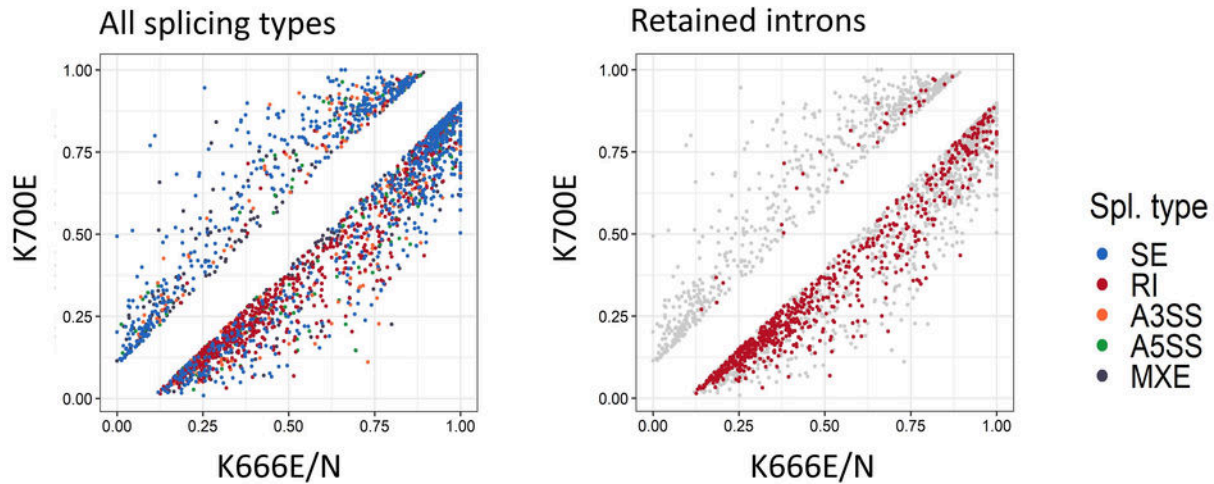 All splicing types
1.00
0.75
0.50
0.25
0.00
K700E
0.00 0.25 0.50 0.75 1.00
K666E/N
Retained introns
1.00
0.75
0.50
0.25
0.00
K700E
0.00 0.25 0.50 0.75 1.00
K666E/N
Spl. type
SE
RI
A3SS
A5SS
MXE